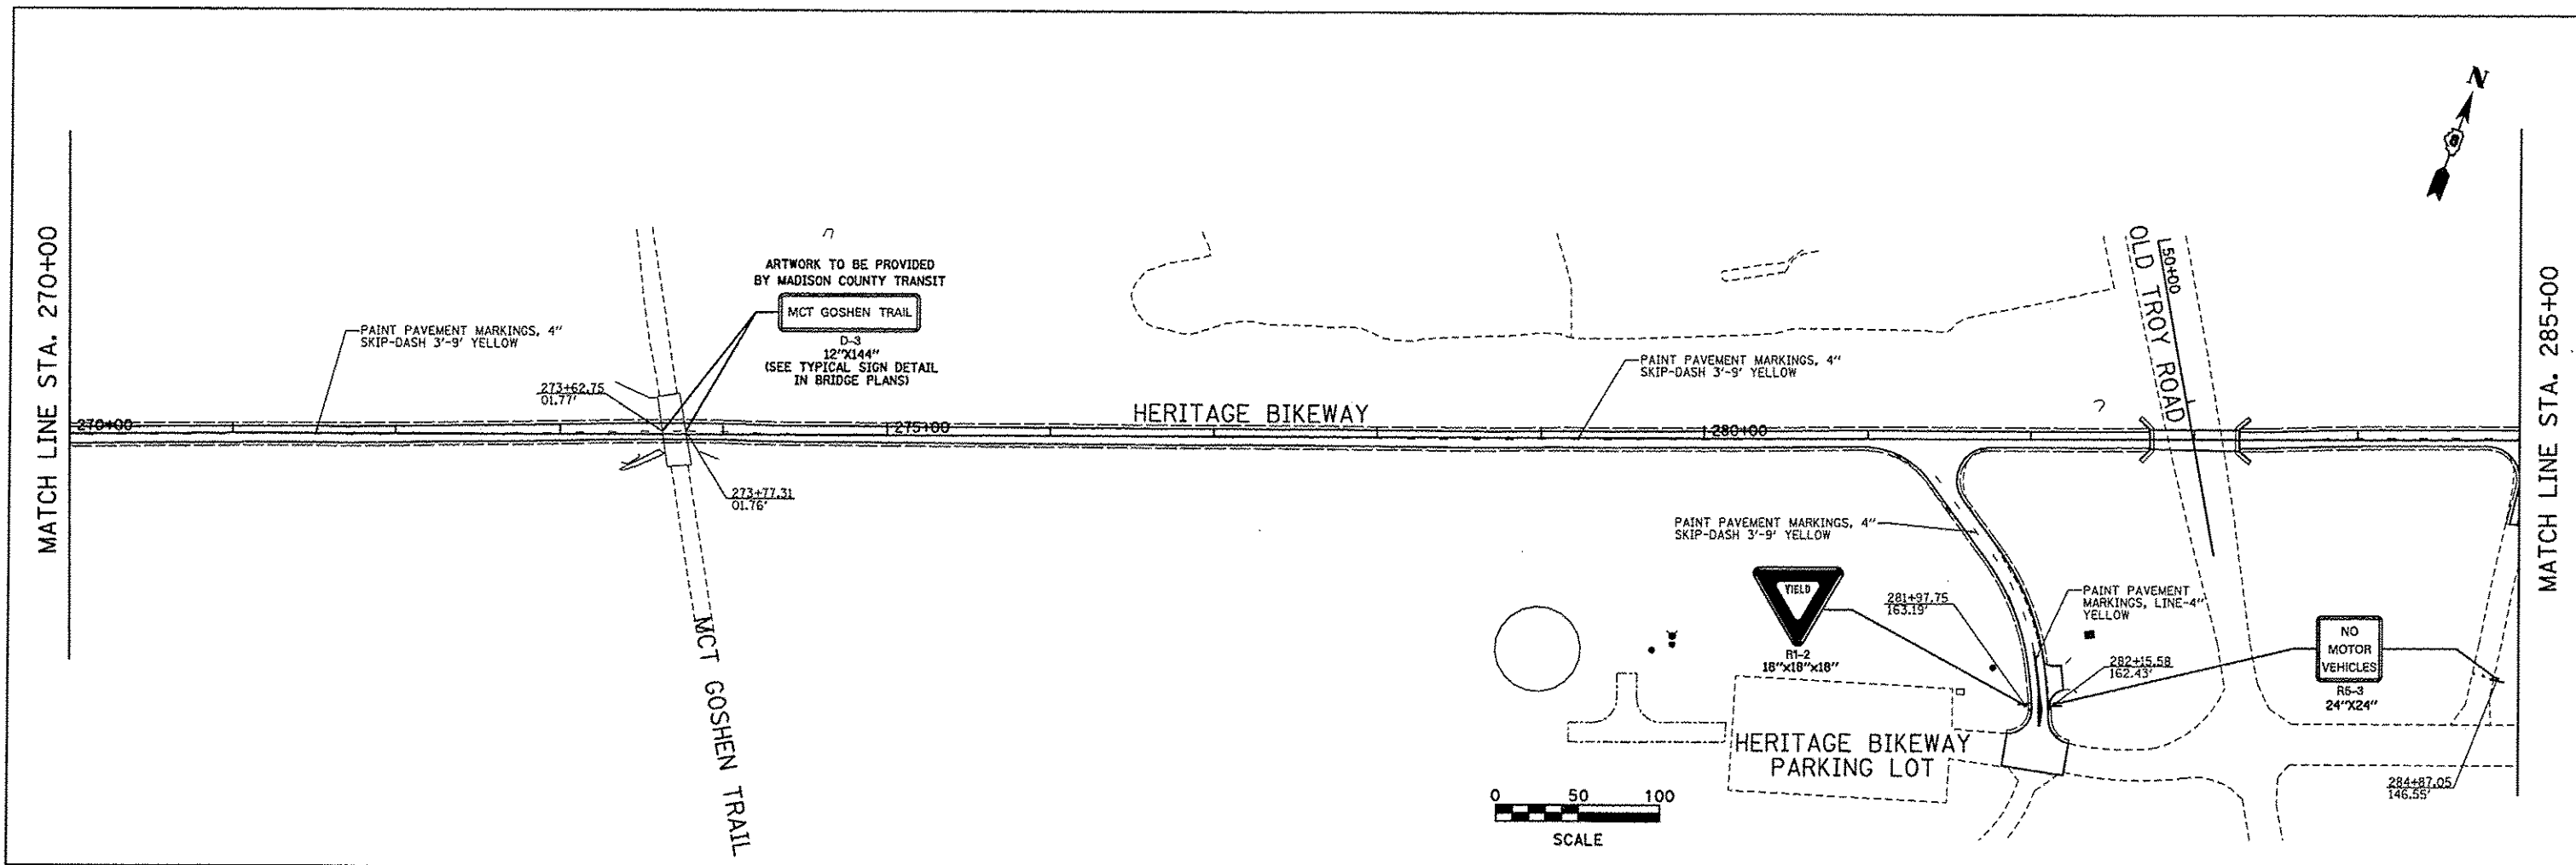 N
MATCH LINE STA. 270+00
ARTWORK TO BE PROVIDED
BY MADISON COUNTY TRANSIT
MCT GOSHEN TRAIL
D-3
12"X144"
(SEE TYPICAL SIGN DETAIL
IN BRIDGE PLANS)
PAINT PAVEMENT MARKINGS, 4"
SKIP-DASH 3'-9' YELLOW
273+62.75
01.77'
270+00
275+00
HERITAGE BIKEWAY
280+00
PAINT PAVEMENT MARKINGS, 4"
SKIP-DASH 3'-9' YELLOW
150+00
OLD TROY ROAD
MATCH LINE STA. 285+00
273+77.31
01.76'
MCT GOSHEN TRAIL
PAINT PAVEMENT MARKINGS, 4"
SKIP-DASH 3'-9' YELLOW
YIELD
R1-2
18"x18"x18"
281+97.75
163.19'
PAINT PAVEMENT
MARKINGS, LINE-4"
YELLOW
282+15.58
162.43'
NO
MOTOR
VEHICLES
R5-3
24"X24"
HERITAGE BIKEWAY
PARKING LOT
284+87.05
146.55'
0 50 100
SCALE